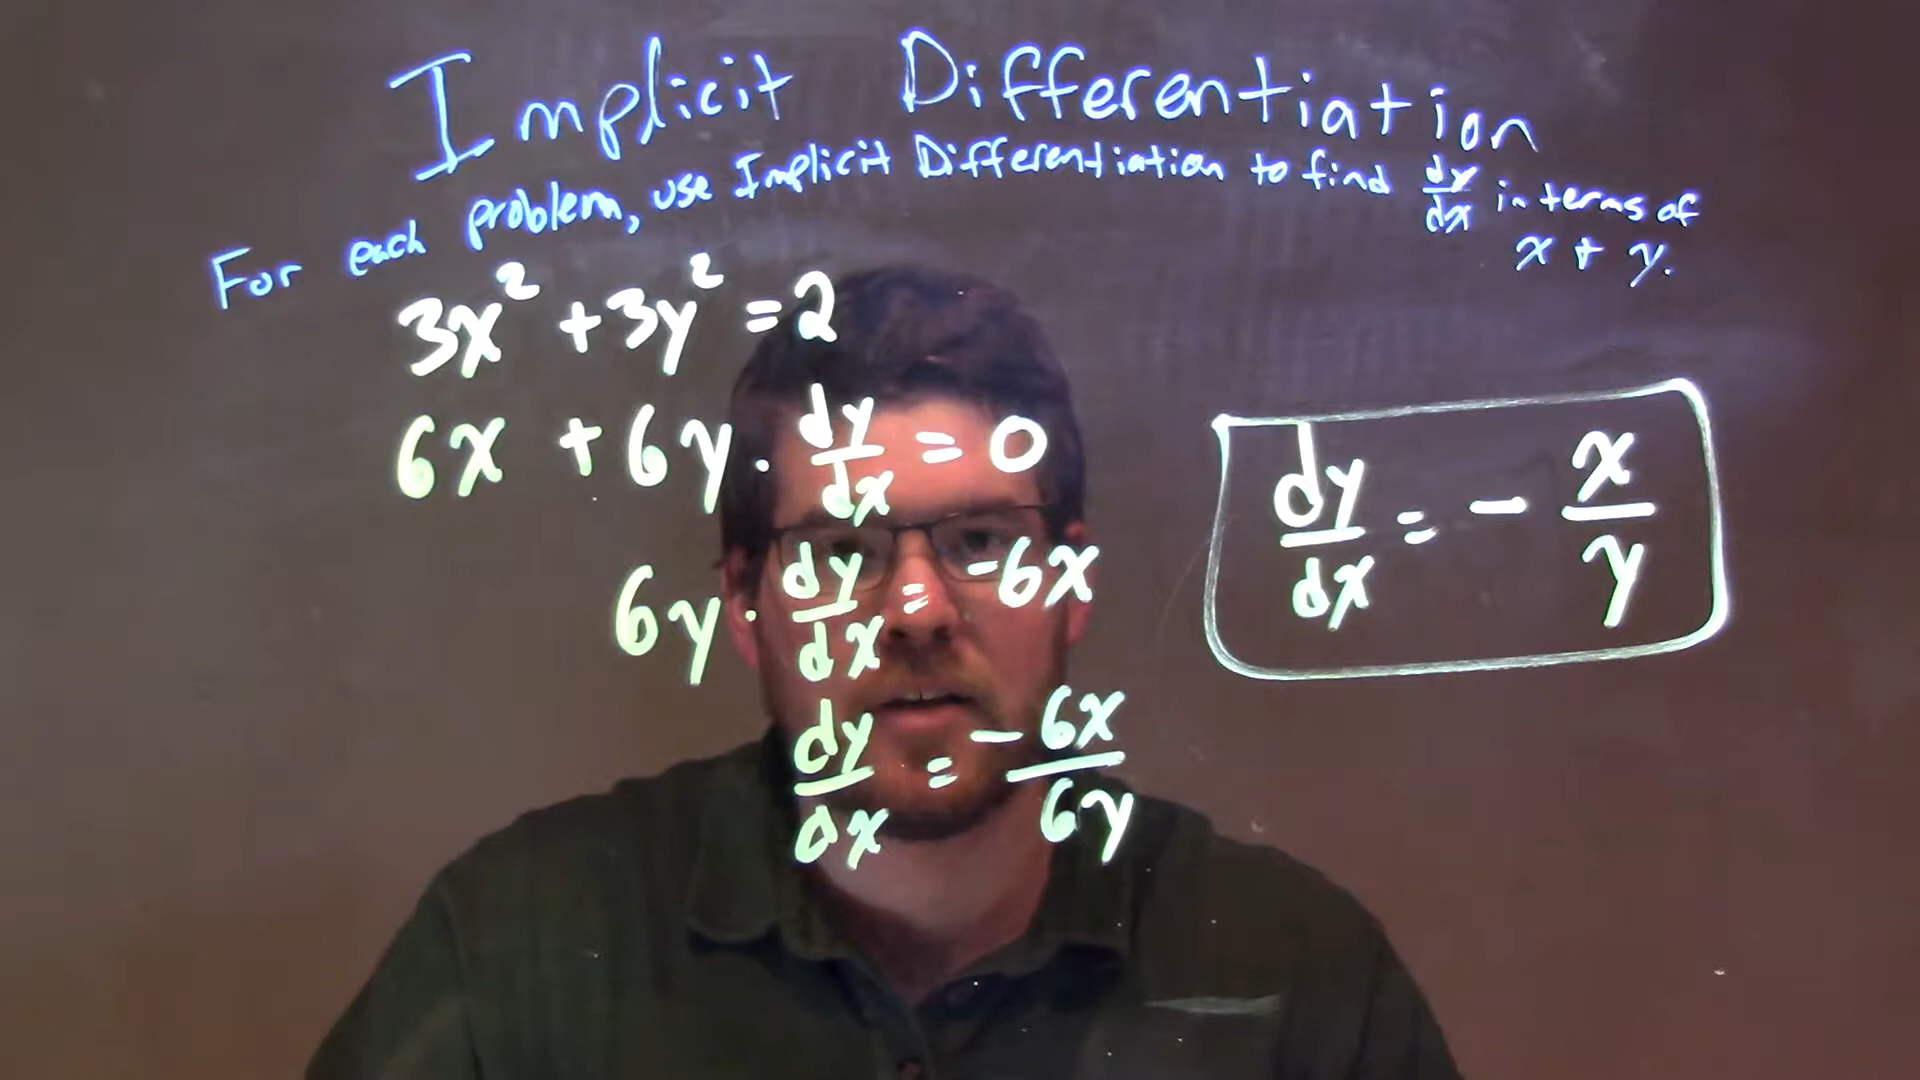 Implicit Differentiation
For each problem, use Implicit Differentiation to find dy/dx in terms of
x + y.
3x² + 3y² = 2
6x + 6y · dy/dx = 0
6y · dy/dx = -6x
dy/dx = - 6x/6y
dy/dx = - x/y